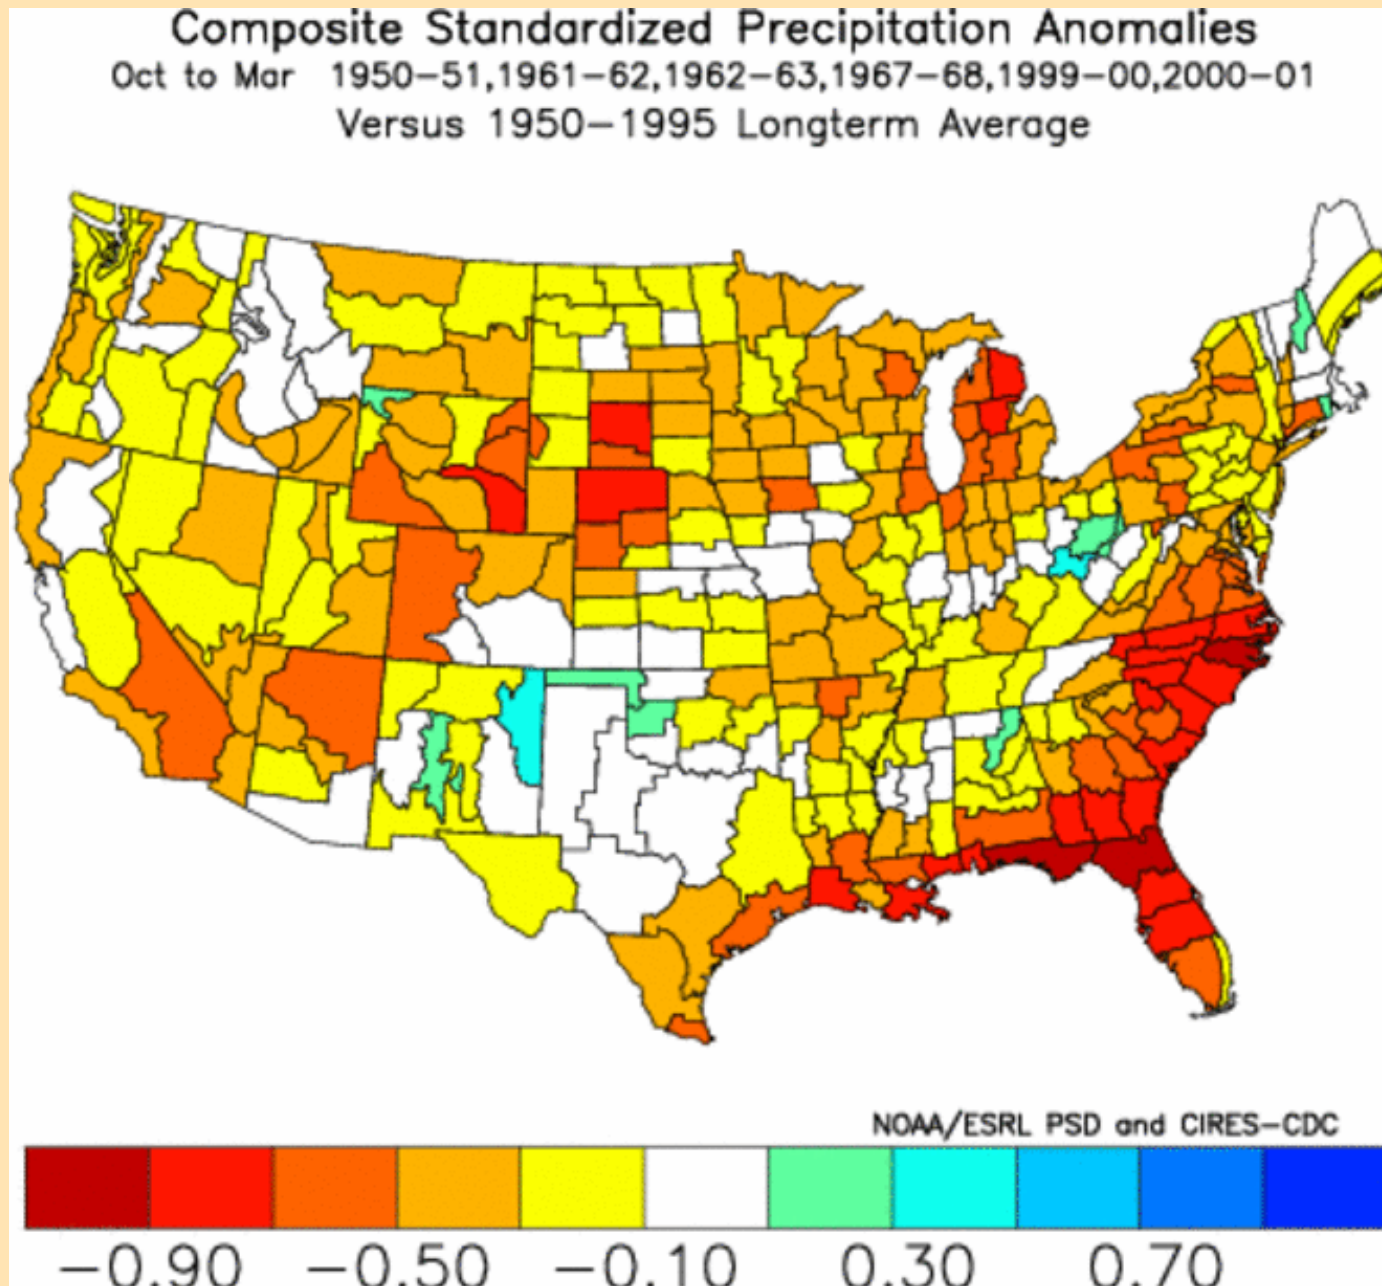 Composite Standardized Precipitation Anomalies
Oct to Mar 1950-51,1961-62,1962-63,1967-68,1999-00,2000-01
Versus 1950-1995 Longterm Average
NOAA/ESRL PSD and CIRES-CDC
-0.90 -0.50 -0.10 0.30 0.70